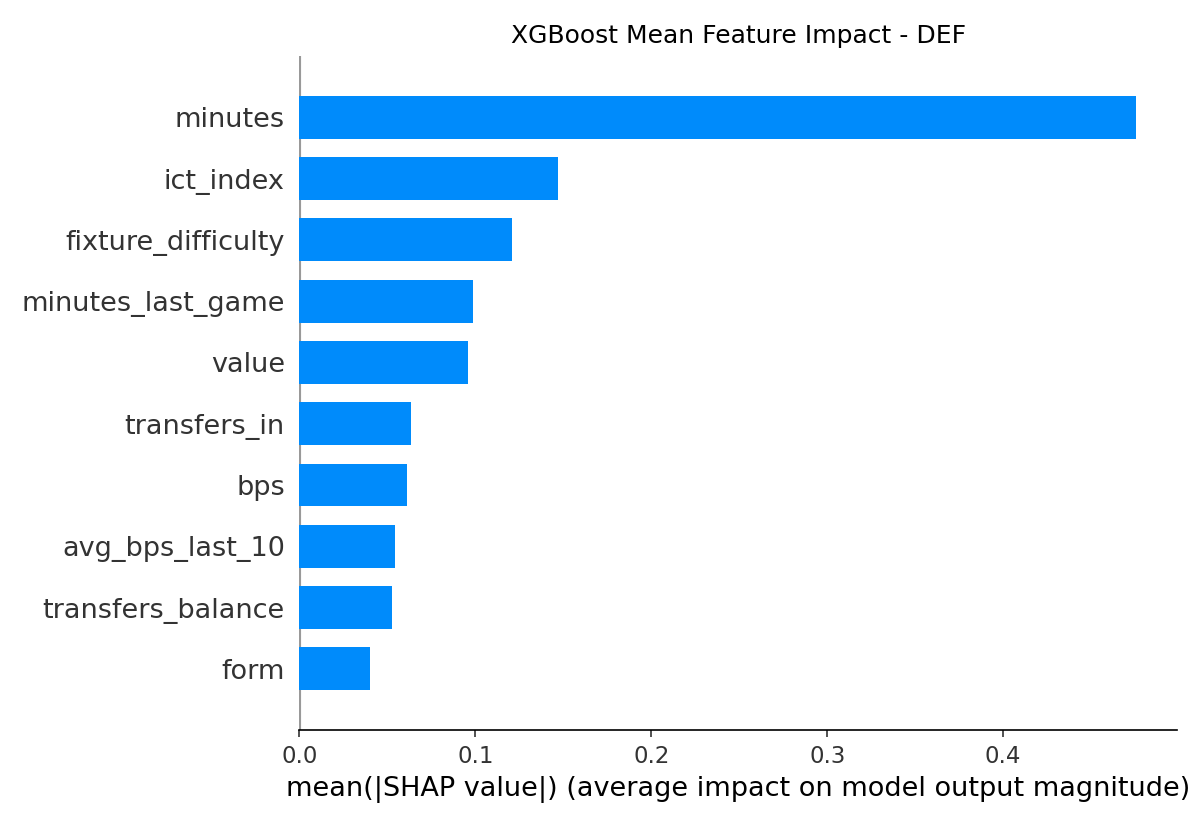 XGBoost Mean Feature Impact - DEF
minutes
ict_index
fixture_difficulty
minutes_last_game
value
transfers_in
bps
avg_bps_last_10
transfers_balance
form
0.0 0.1 0.2 0.3 0.4
mean(|SHAP value|) (average impact on model output magnitude)